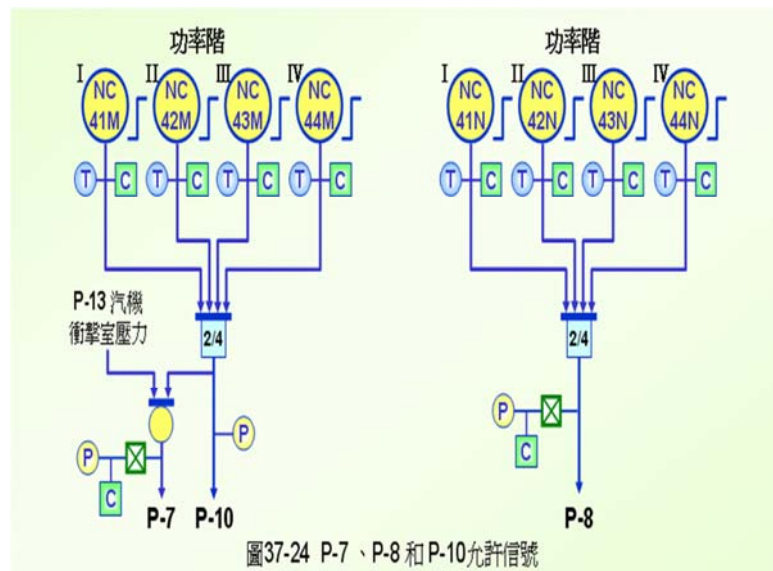 功率階
I II III IV
NC 41M NC 42M NC 43M NC 44M
T C T C T C T C
P-13 汽機
衝擊室壓力
2/4
P
P
C
P-7 P-10
功率階
I II III IV
NC 41N NC 42N NC 43N NC 44N
T C T C T C T C
2/4
P
C
P-8
圖37-24 P-7、P-8 和 P-10允許信號